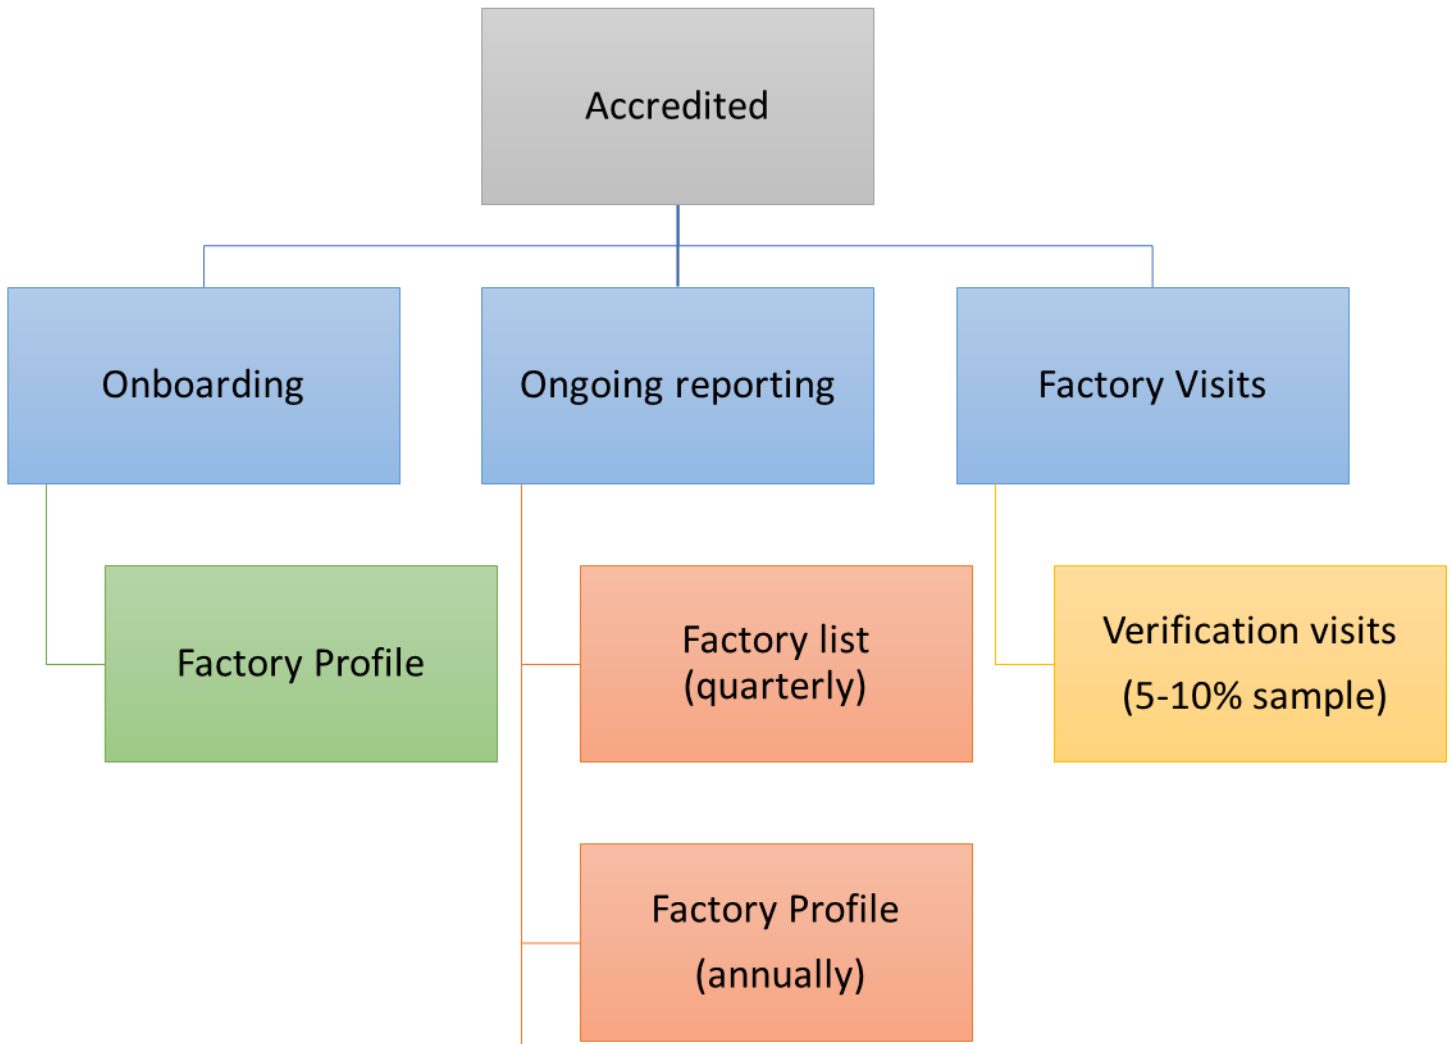 Accredited
Onboarding
Ongoing reporting
Factory Visits
Factory Profile
Factory list
(quarterly)
Verification visits
(5-10% sample)
Factory Profile
(annually)